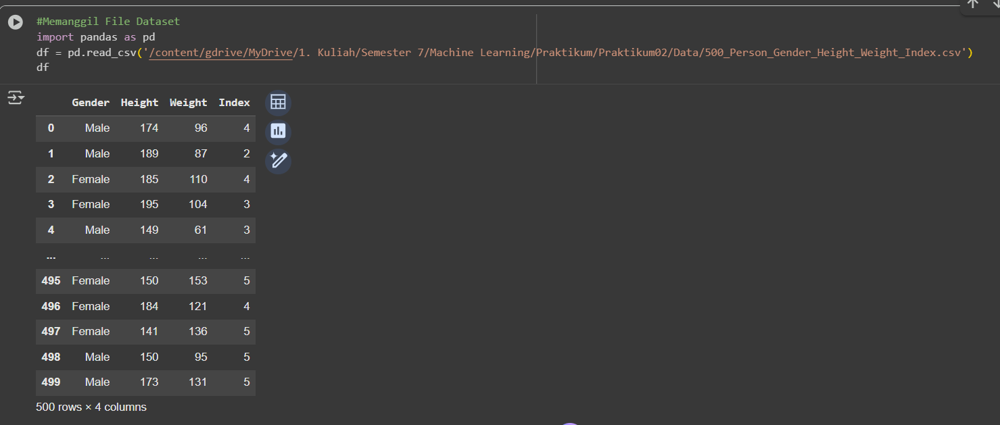 #Memanggil File Dataset
import pandas as pd
df = pd.read_csv('/content/gdrive/MyDrive/1. Kuliah/Semester 7/Machine Learning/Praktikum/Praktikum02/Data/500_Person_Gender_Height_Weight_Index.csv')
df
Gender Height Weight Index
0 Male 174 96 4
1 Male 189 87 2
2 Female 185 110 4
3 Female 195 104 3
4 Male 149 61 3
... ... ... ... ...
495 Female 150 153 5
496 Female 184 121 4
497 Female 141 136 5
498 Male 150 95 5
499 Male 173 131 5
500 rows × 4 columns